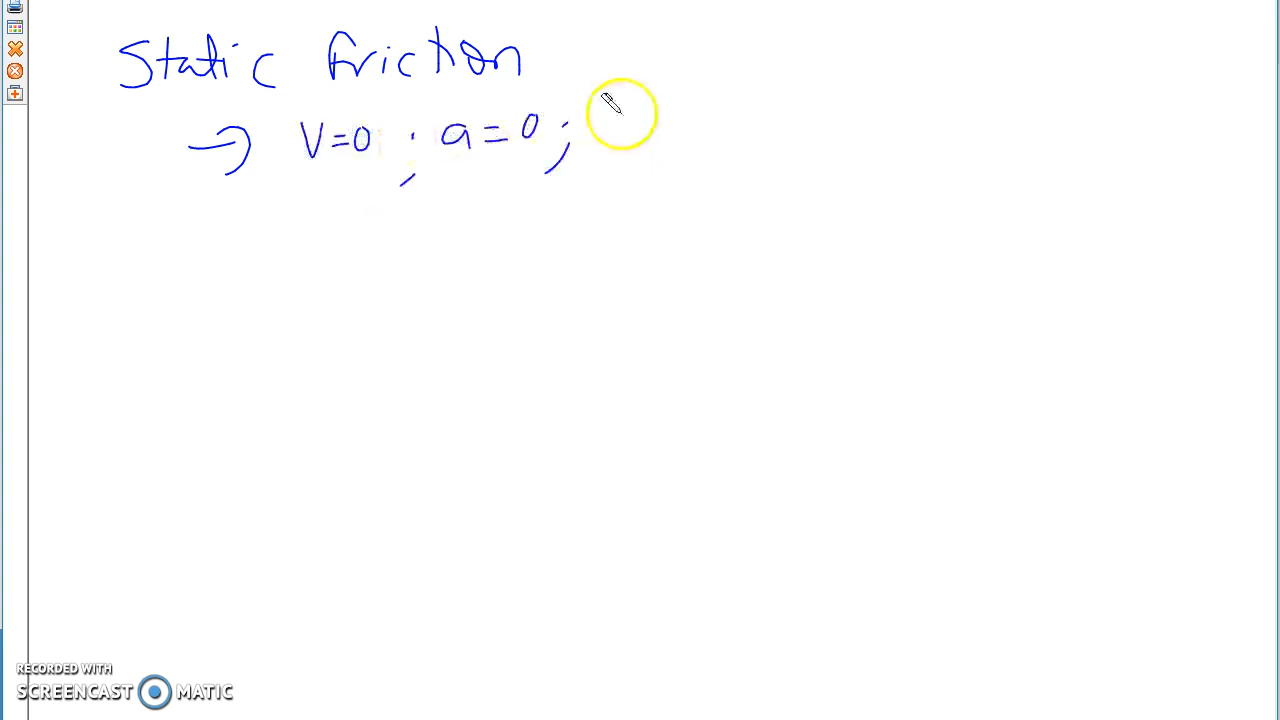 Static friction
→ V=0 ; a=0 ;
RECORDED WITH
SCREENCAST MATIC